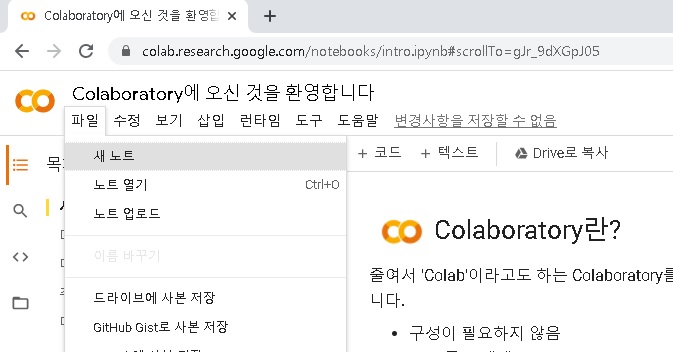 Colaboratory에 오신 것을 환영합
colab.research.google.com/notebooks/intro.ipynb#scrollTo=gJr_9dXGpJ05
Colaboratory에 오신 것을 환영합니다
파일 수정 보기 삽입 런타임 도구 도움말 변경사항을 저장할 수 없음
새 노트
+ 코드 + 텍스트 Drive로 복사
노트 열기 Ctrl+O
노트 업로드
이름 바꾸기
드라이브에 사본 저장
GitHub Gist로 사본 저장
Colaboratory란?
줄여서 'Colab'이라고도 하는 Colaboratory를
니다.
• 구성이 필요하지 않음